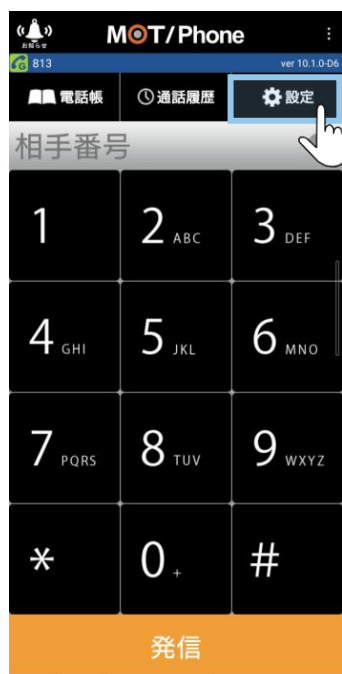 お知らせ MOT/Phone
813 ver 10.1.0-D6
電話帳 通話履歴 設定
相手番号
1 2 ABC 3 DEF
4 GHI 5 JKL 6 MNO
7 PQRS 8 TUV 9 WXYZ
* 0 + #
発信